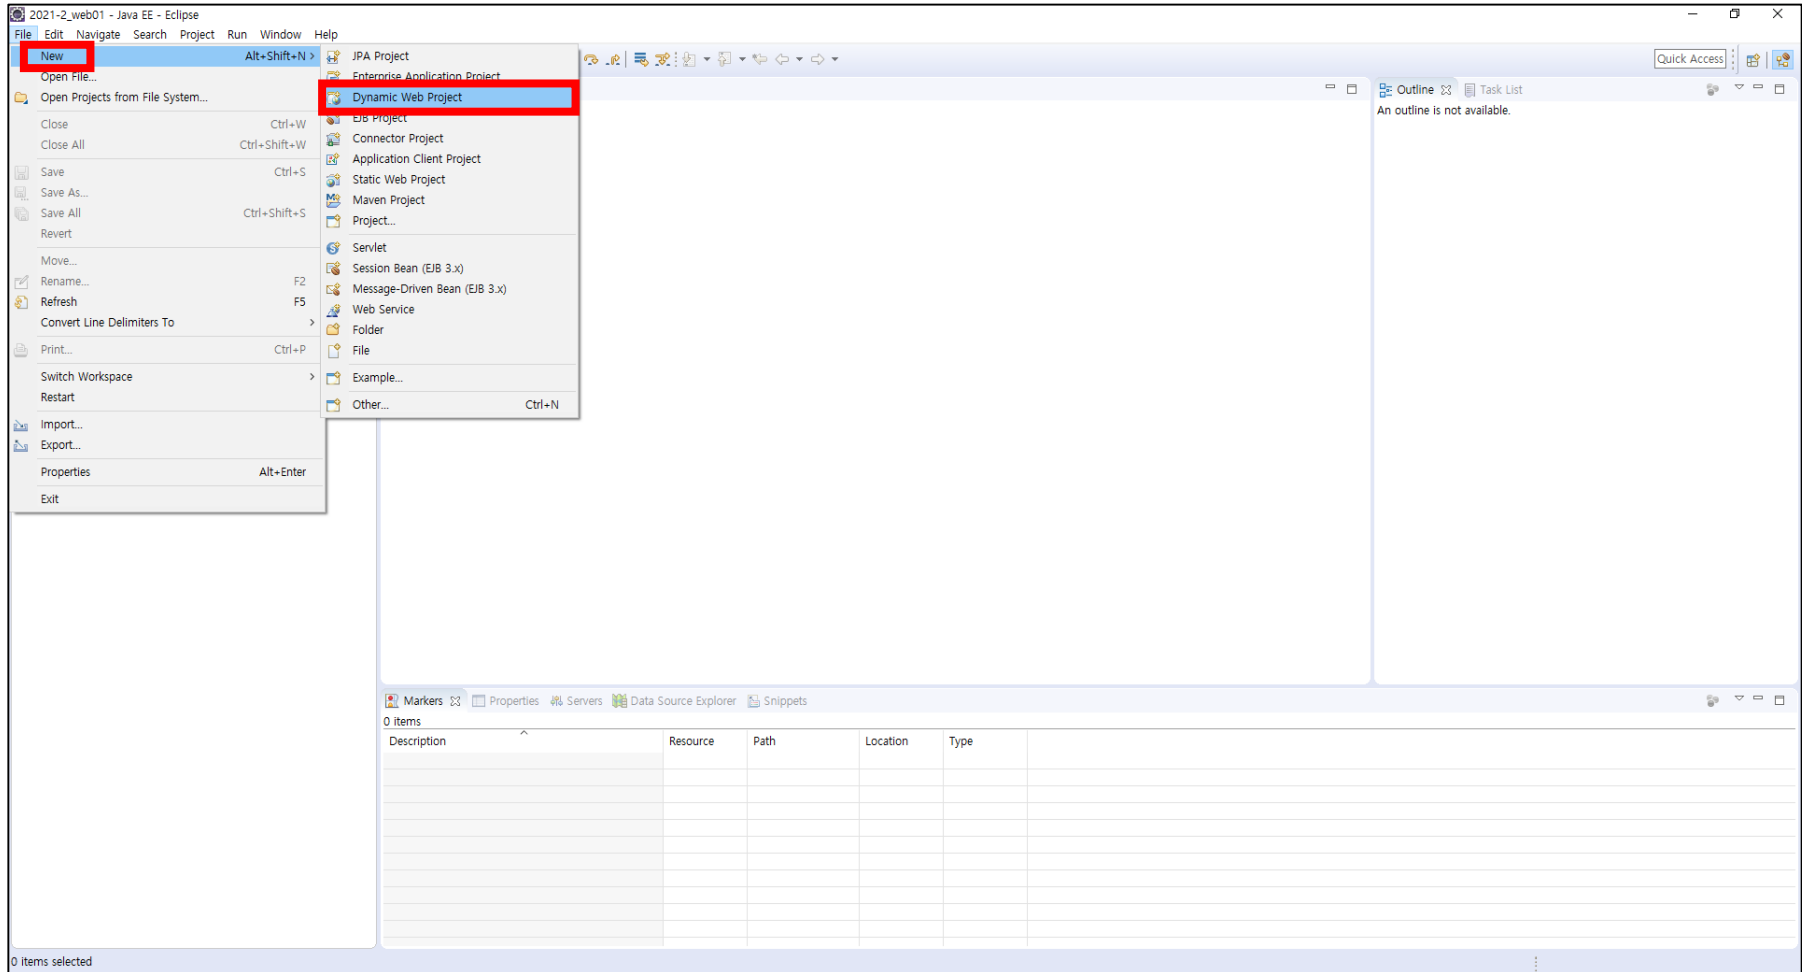 2021-2_web01 - Java EE - Eclipse
File Edit Navigate Search Project Run Window Help
New Alt+Shift+N >
Open File...
Open Projects from File System...
Close Ctrl+W
Close All Ctrl+Shift+W
Save Ctrl+S
Save As...
Save All Ctrl+Shift+S
Revert
Move...
Rename... F2
Refresh F5
Convert Line Delimiters To >
Print... Ctrl+P
Switch Workspace >
Restart
Import...
Export...
Properties Alt+Enter
Exit
JPA Project
Enterprise Application Project
Dynamic Web Project
EJB Project
Connector Project
Application Client Project
Static Web Project
Maven Project
Project...
Servlet
Session Bean (EJB 3.x)
Message-Driven Bean (EJB 3.x)
Web Service
Folder
File
Example...
Other... Ctrl+N
Quick Access
Outline Task List
An outline is not available.
Markers Properties Servers Data Source Explorer Snippets
0 items
Description Resource Path Location Type
0 items selected